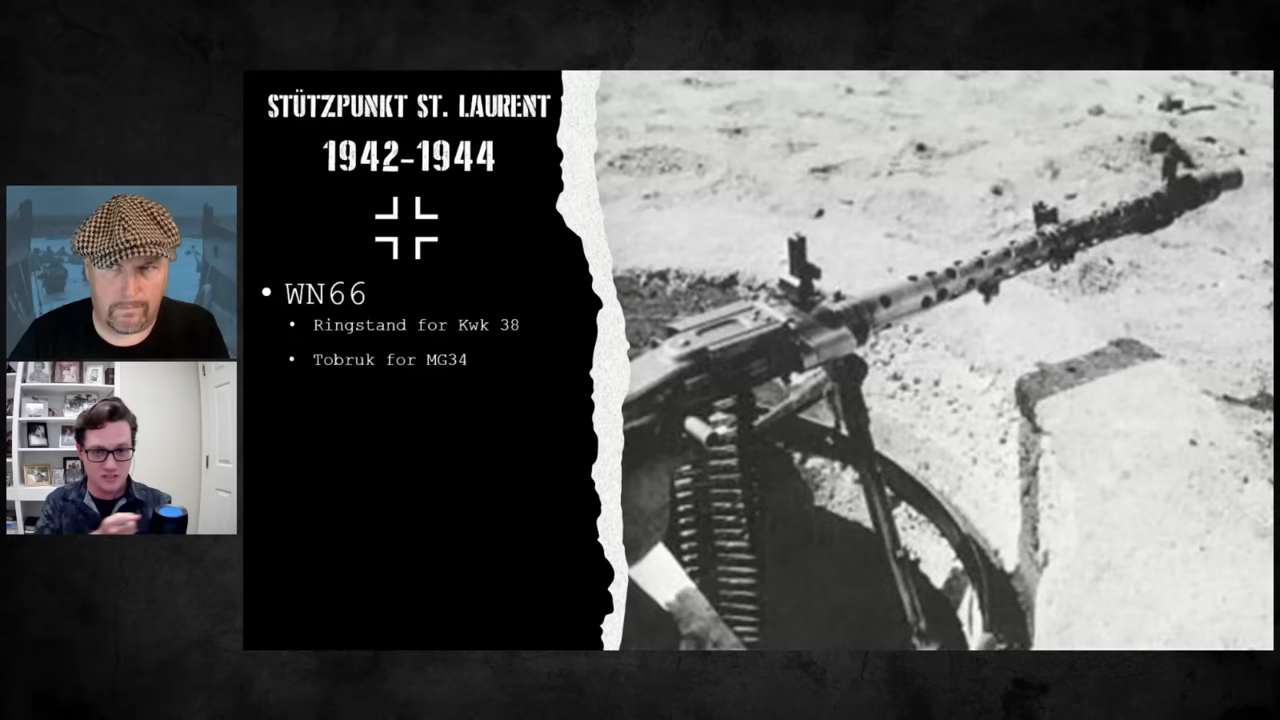 STÜTZPUNKT ST. LAURENT
1942-1944
• WN66
• Ringstand for Kwk 38
• Tobruk for MG34